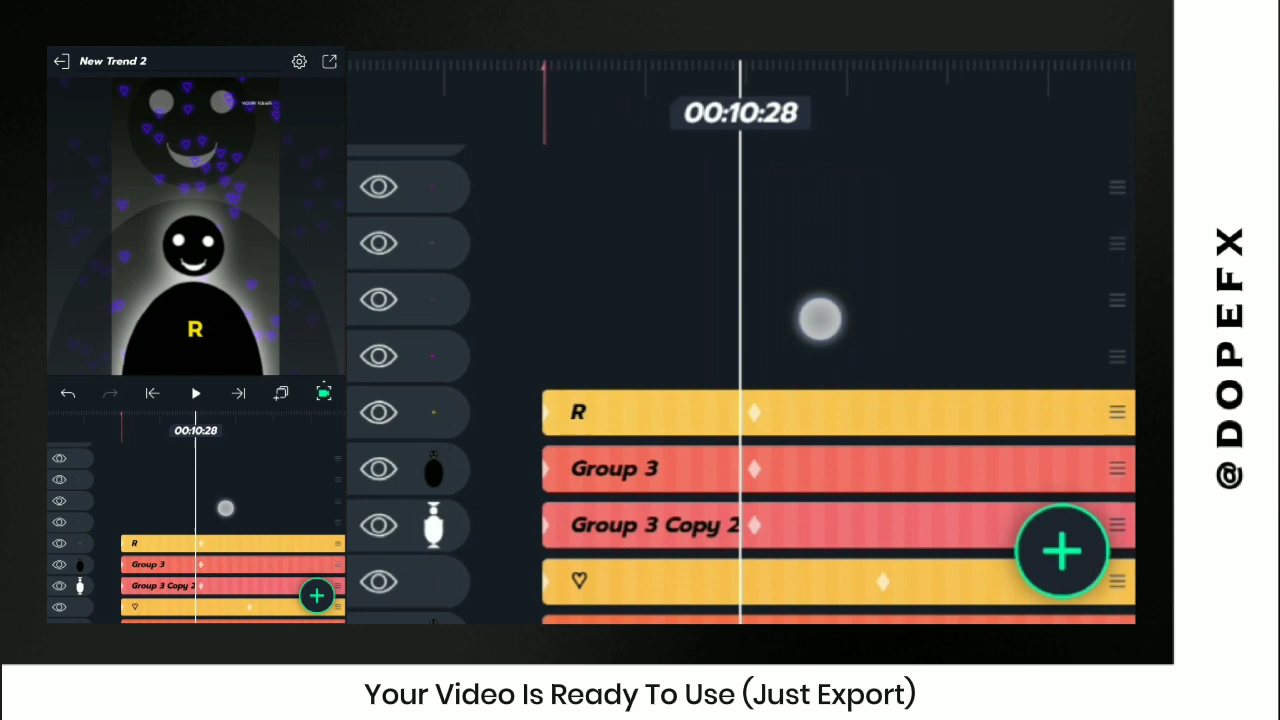 New Trend 2
R
00:10:28
R
Group 3
Group 3 Copy 2
♡
00:10:28
R
Group 3
Group 3 Copy 2
♡
@DOPEFX
Your Video Is Ready To Use (Just Export)